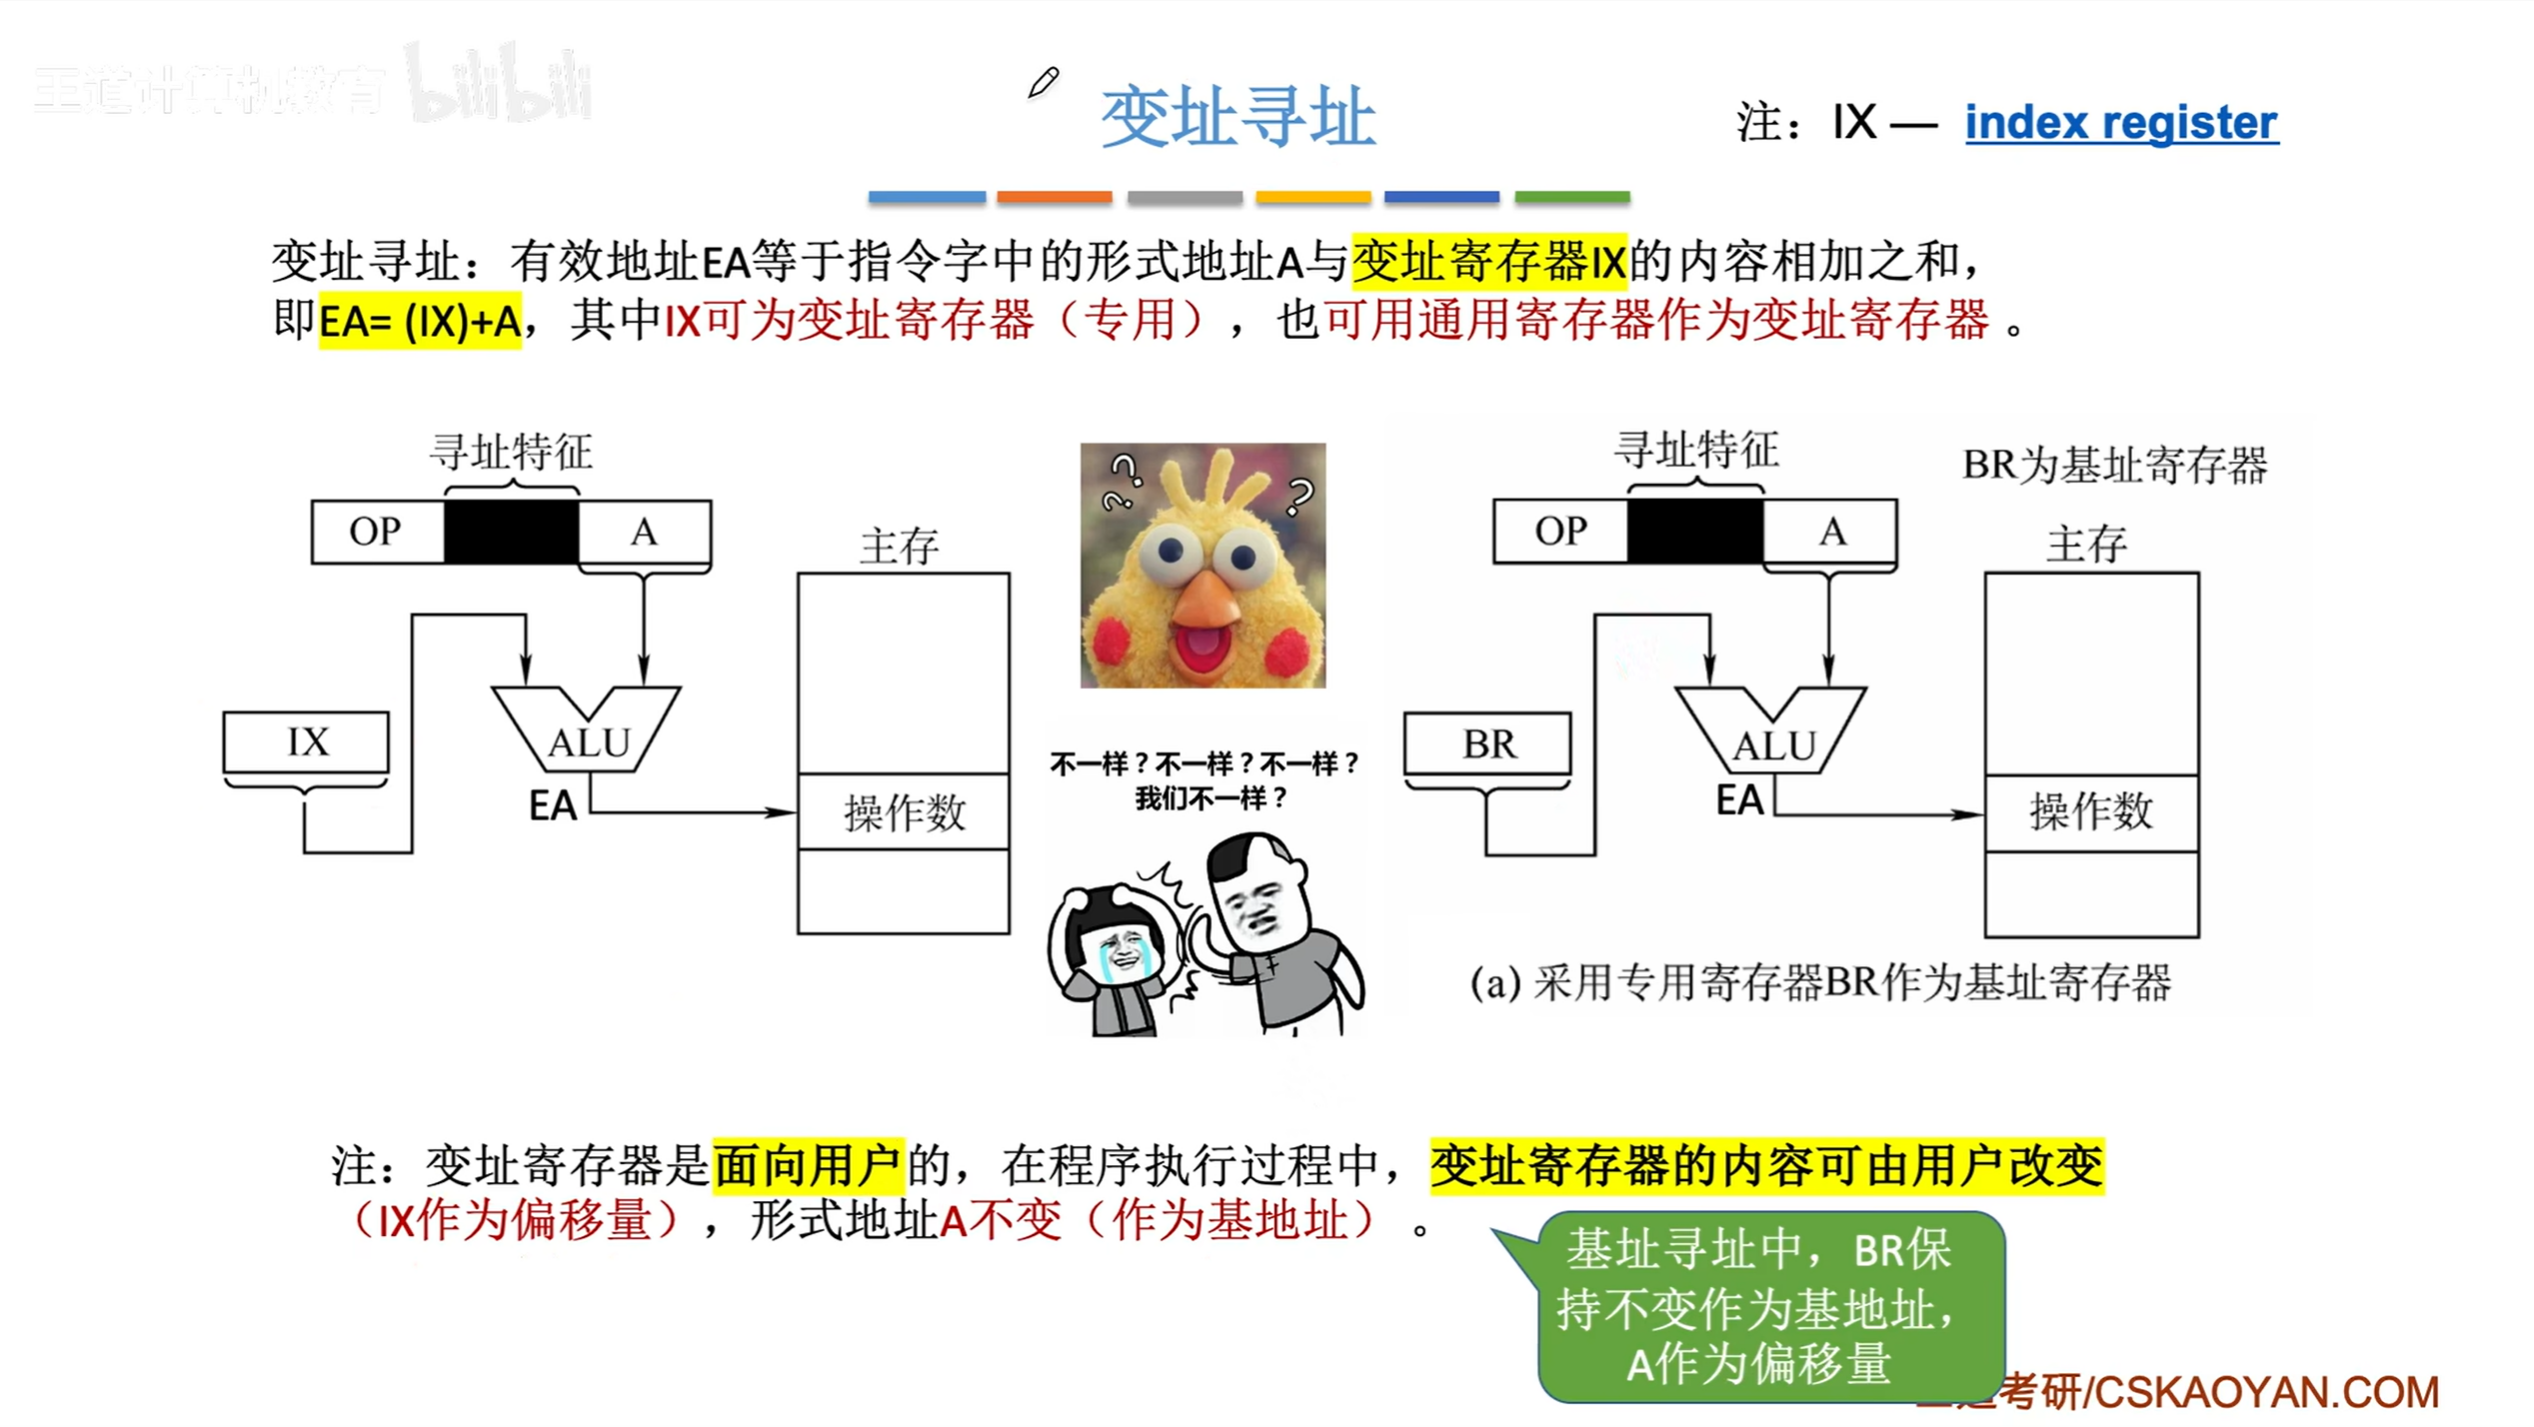 王道计算机教育 bilibili
变址寻址
注：IX — index register
变址寻址：有效地址EA等于指令字中的形式地址A与变址寄存器IX的内容相加之和，
即EA= (IX)+A，其中IX可为变址寄存器（专用），也可用通用寄存器作为变址寄存器 。
寻址特征
OP
A
主存
IX
ALU
EA
操作数
? ? ?
不一样？不一样？不一样？
我们不一样？
寻址特征
BR为基址寄存器
OP
A
主存
BR
ALU
EA
操作数
(a) 采用专用寄存器BR作为基址寄存器
注：变址寄存器是面向用户的，在程序执行过程中，变址寄存器的内容可由用户改变
（IX作为偏移量），形式地址A不变（作为基地址） 。
基址寻址中，BR保
持不变作为基地址，
A作为偏移量
道考研/CSKAOYAN.COM